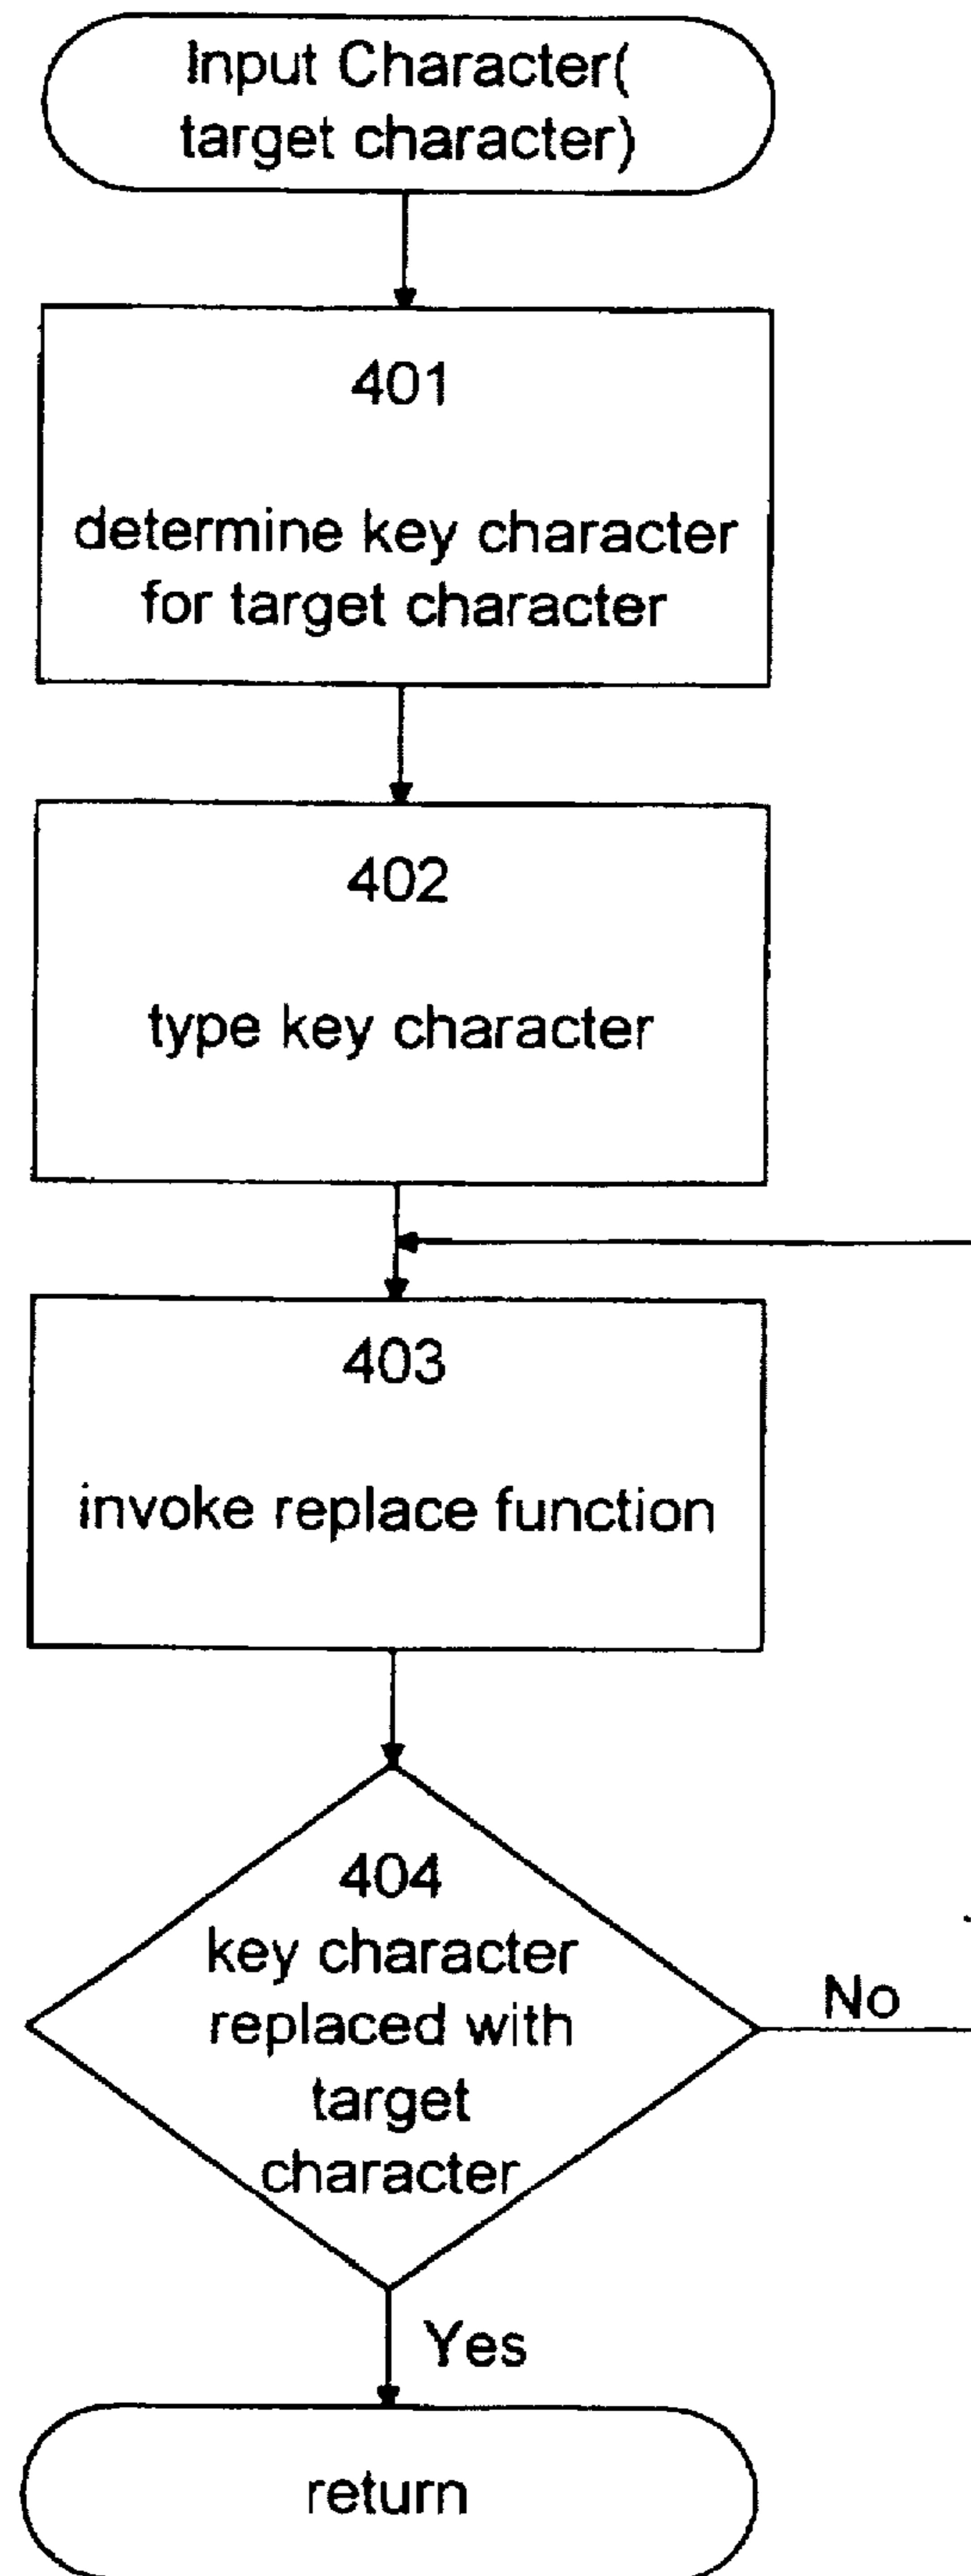 Input Character(
target character)
401
determine key character
for target character
402
type key character
403
invoke replace function
404
key character
replaced with
target
character
No
Yes
return